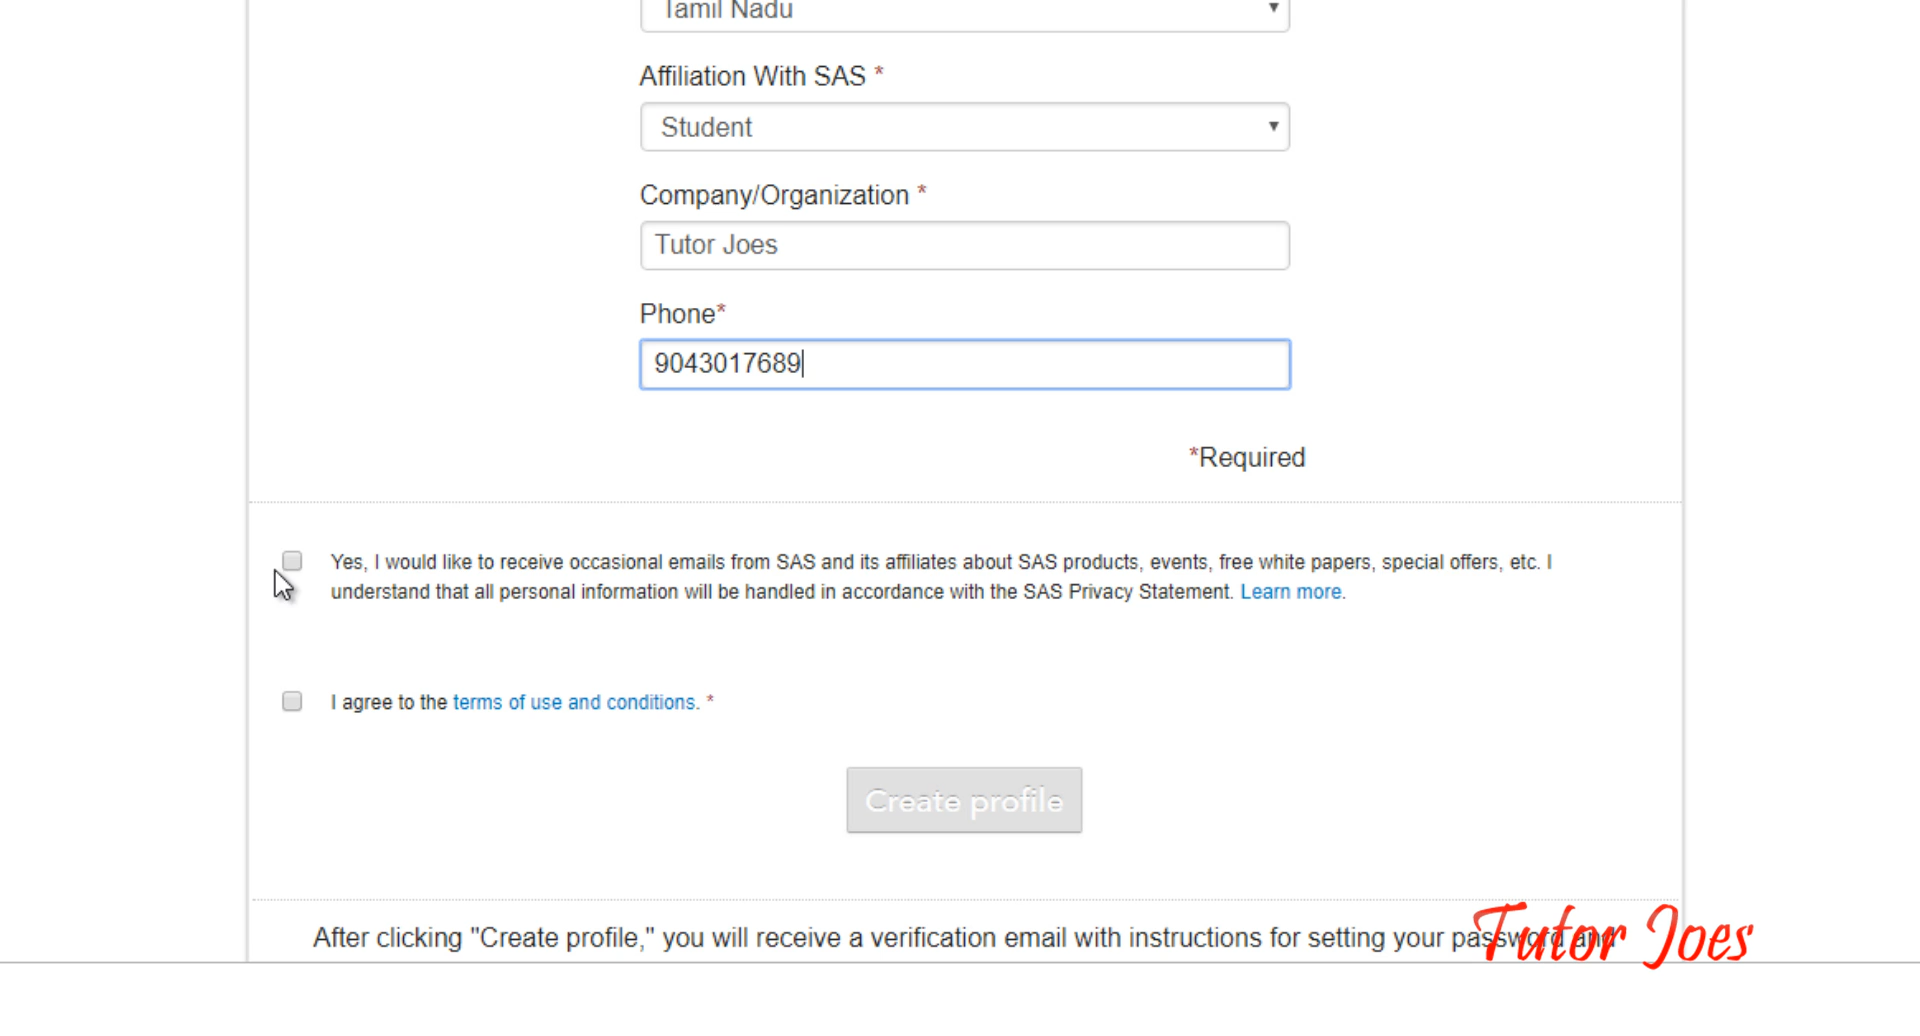 Tamil Nadu
Affiliation With SAS *
Student
Company/Organization *
Tutor Joes
Phone*
9043017689
*Required
Yes, I would like to receive occasional emails from SAS and its affiliates about SAS products, events, free white papers, special offers, etc. I
understand that all personal information will be handled in accordance with the SAS Privacy Statement. Learn more.
I agree to the terms of use and conditions. *
Create profile
After clicking "Create profile," you will receive a verification email with instructions for setting your password and
Tutor Joes